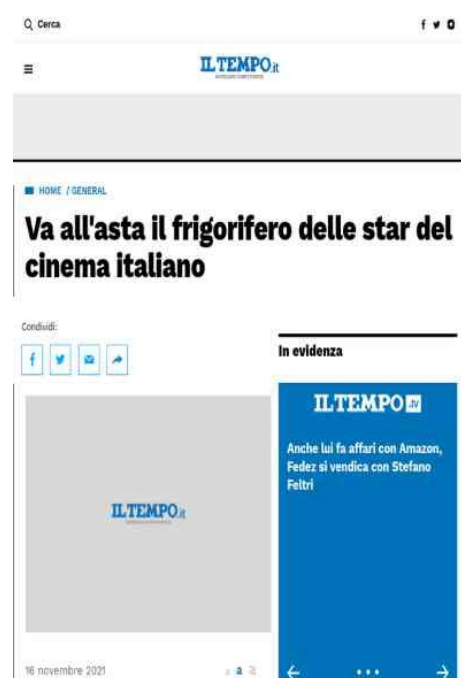 Cerca
IL TEMPO.it
HOME / GENERAL
Va all'asta il frigorifero delle star del
cinema italiano
Condividi:
In evidenza
IL TEMPO.TV
Anche lui fa affari con Amazon,
Fedez si vendica con Stefano
Feltri
IL TEMPO.it
16 novembre 2021
a a a